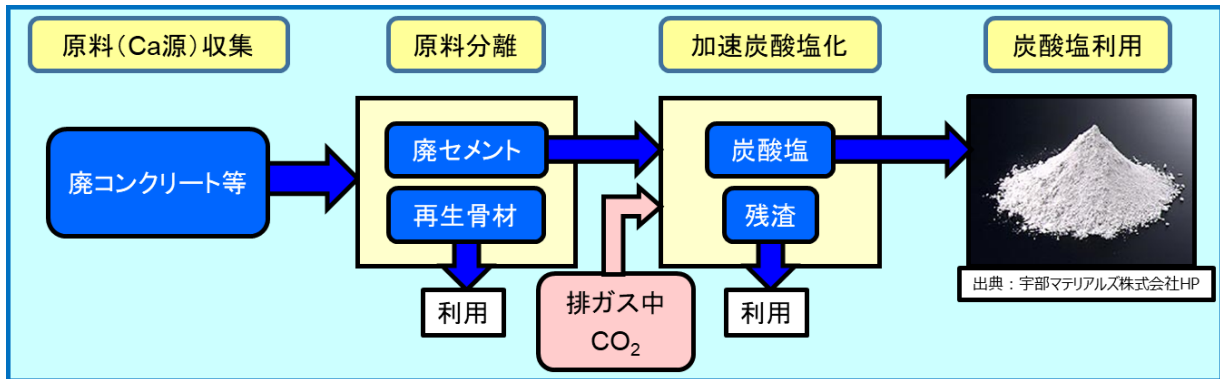 原料（Ca源）収集
原料分離
加速炭酸塩化
炭酸塩利用
廃コンクリート等
廃セメント
再生骨材
利用
排ガス中
CO₂
炭酸塩
残渣
利用
出典：宇部マテリアルズ株式会社HP